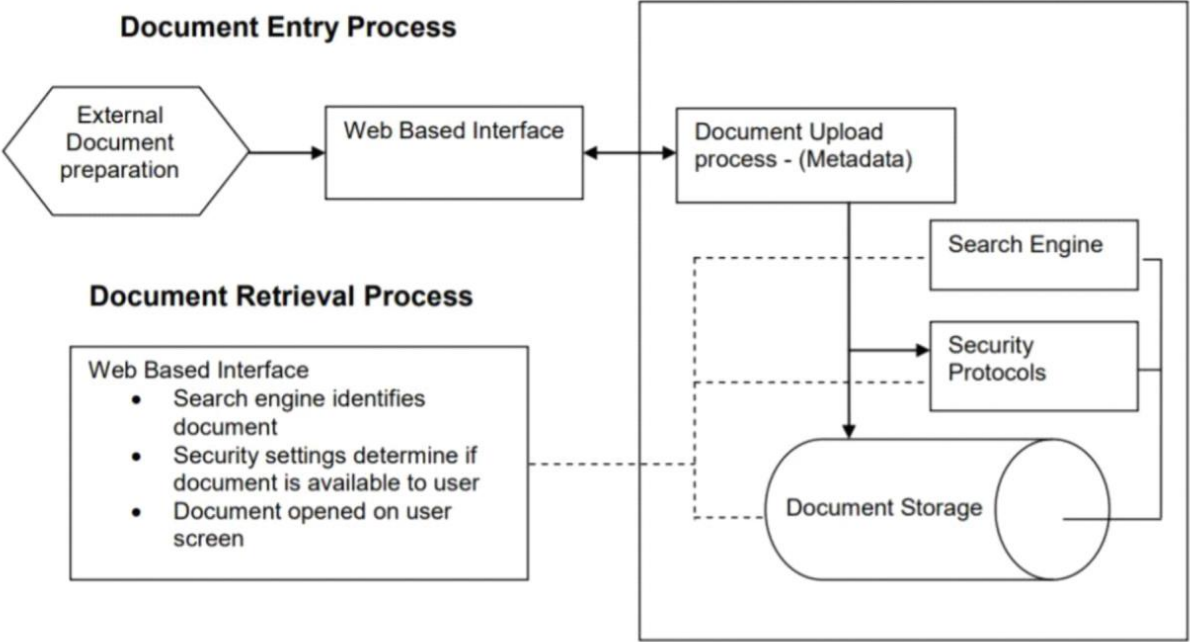 Document Entry Process
External
Document
preparation
Web Based Interface
Document Upload
process - (Metadata)
Search Engine
Security
Protocols
Document Storage
Document Retrieval Process
Web Based Interface
• Search engine identifies
document
• Security settings determine if
document is available to user
• Document opened on user
screen